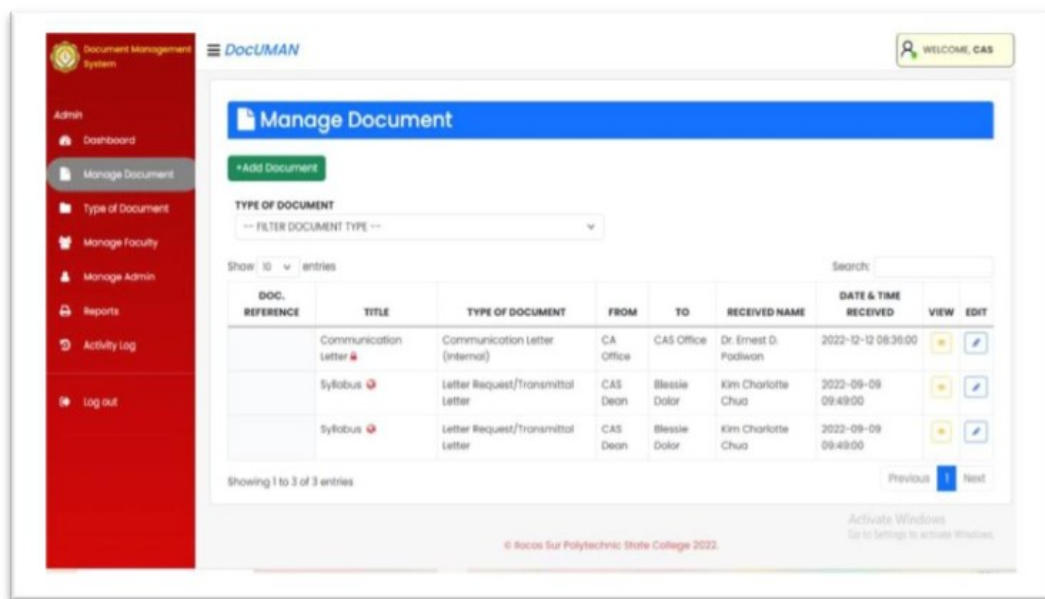 Document Management
System
DocUMAN
WELCOME, CAS
Admin
Dashboard
Manage Document
Type of Document
Manage Faculty
Manage Admin
Reports
Activity Log
Log out
Manage Document
+Add Document
TYPE OF DOCUMENT
-- FILTER DOCUMENT TYPE --
Show 10 entries
Search:
DOC. REFERENCE TITLE TYPE OF DOCUMENT FROM TO RECEIVED NAME DATE & TIME RECEIVED VIEW EDIT
Communication Communication Letter CA CAS Office Dr. Ernest D. 2022-12-12 08:36:00
Letter (Internal) Office Padiwan
Syllabus Letter Request/Transmittal CAS Blessie Kim Charlotte 2022-09-09
Letter Dean Dolor Chua 09:49:00
Syllabus Letter Request/Transmittal CAS Blessie Kim Charlotte 2022-09-09
Letter Dean Dolor Chua 09:49:00
Showing 1 to 3 of 3 entries
Previous 1 Next
Activate Windows
Go to Settings to activate Windows.
© Ilocos Sur Polytechnic State College 2022.